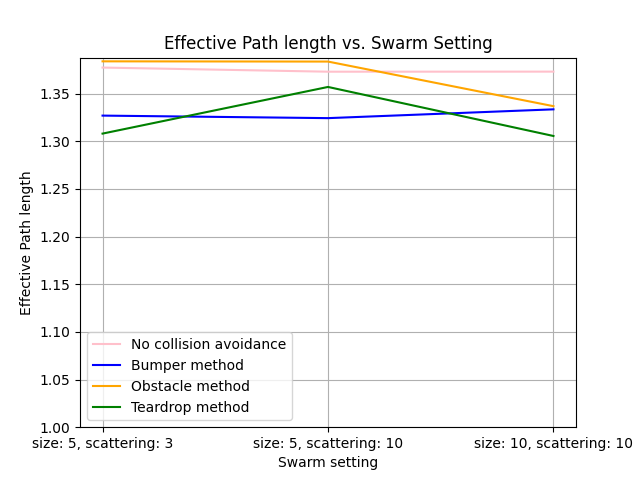 Effective Path length vs. Swarm Setting
Effective Path length
1.35
1.30
1.25
1.20
1.15
1.10
1.05
1.00
No collision avoidance
Bumper method
Obstacle method
Teardrop method
size: 5, scattering: 3
size: 5, scattering: 10
size: 10, scattering: 10
Swarm setting